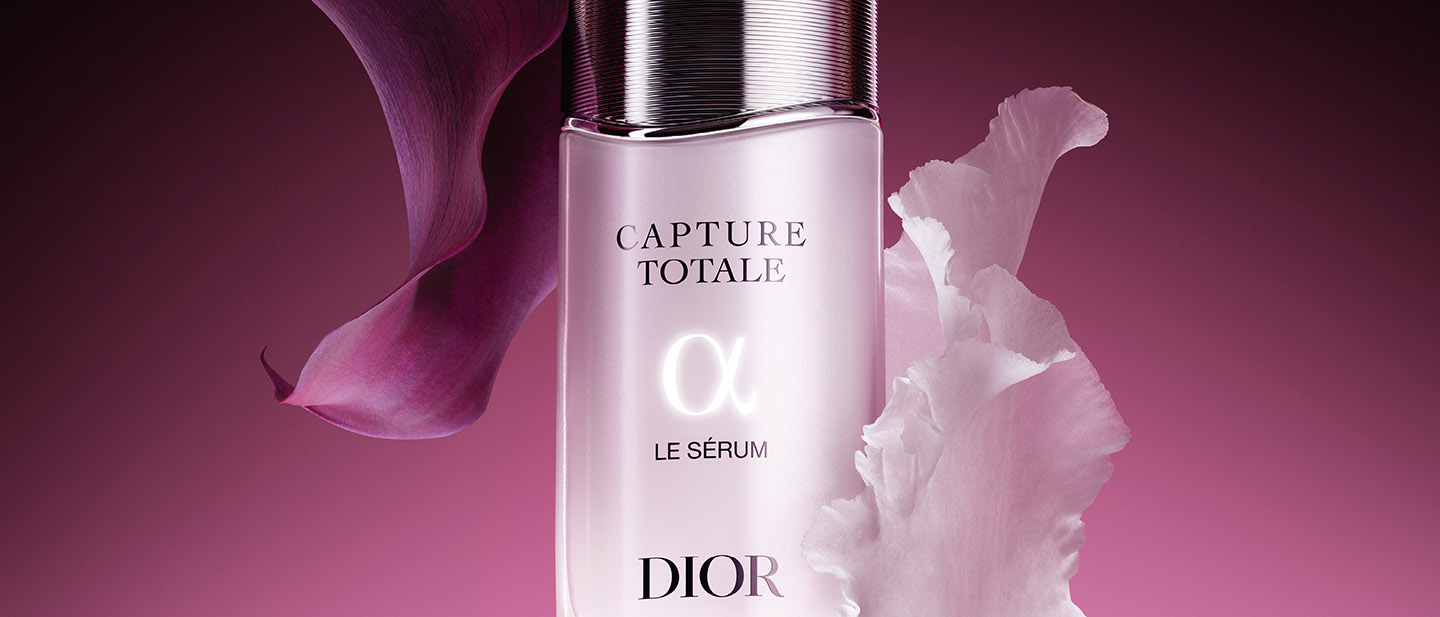 CAPTURE
TOTALE
α
LE SÉRUM
DIOR